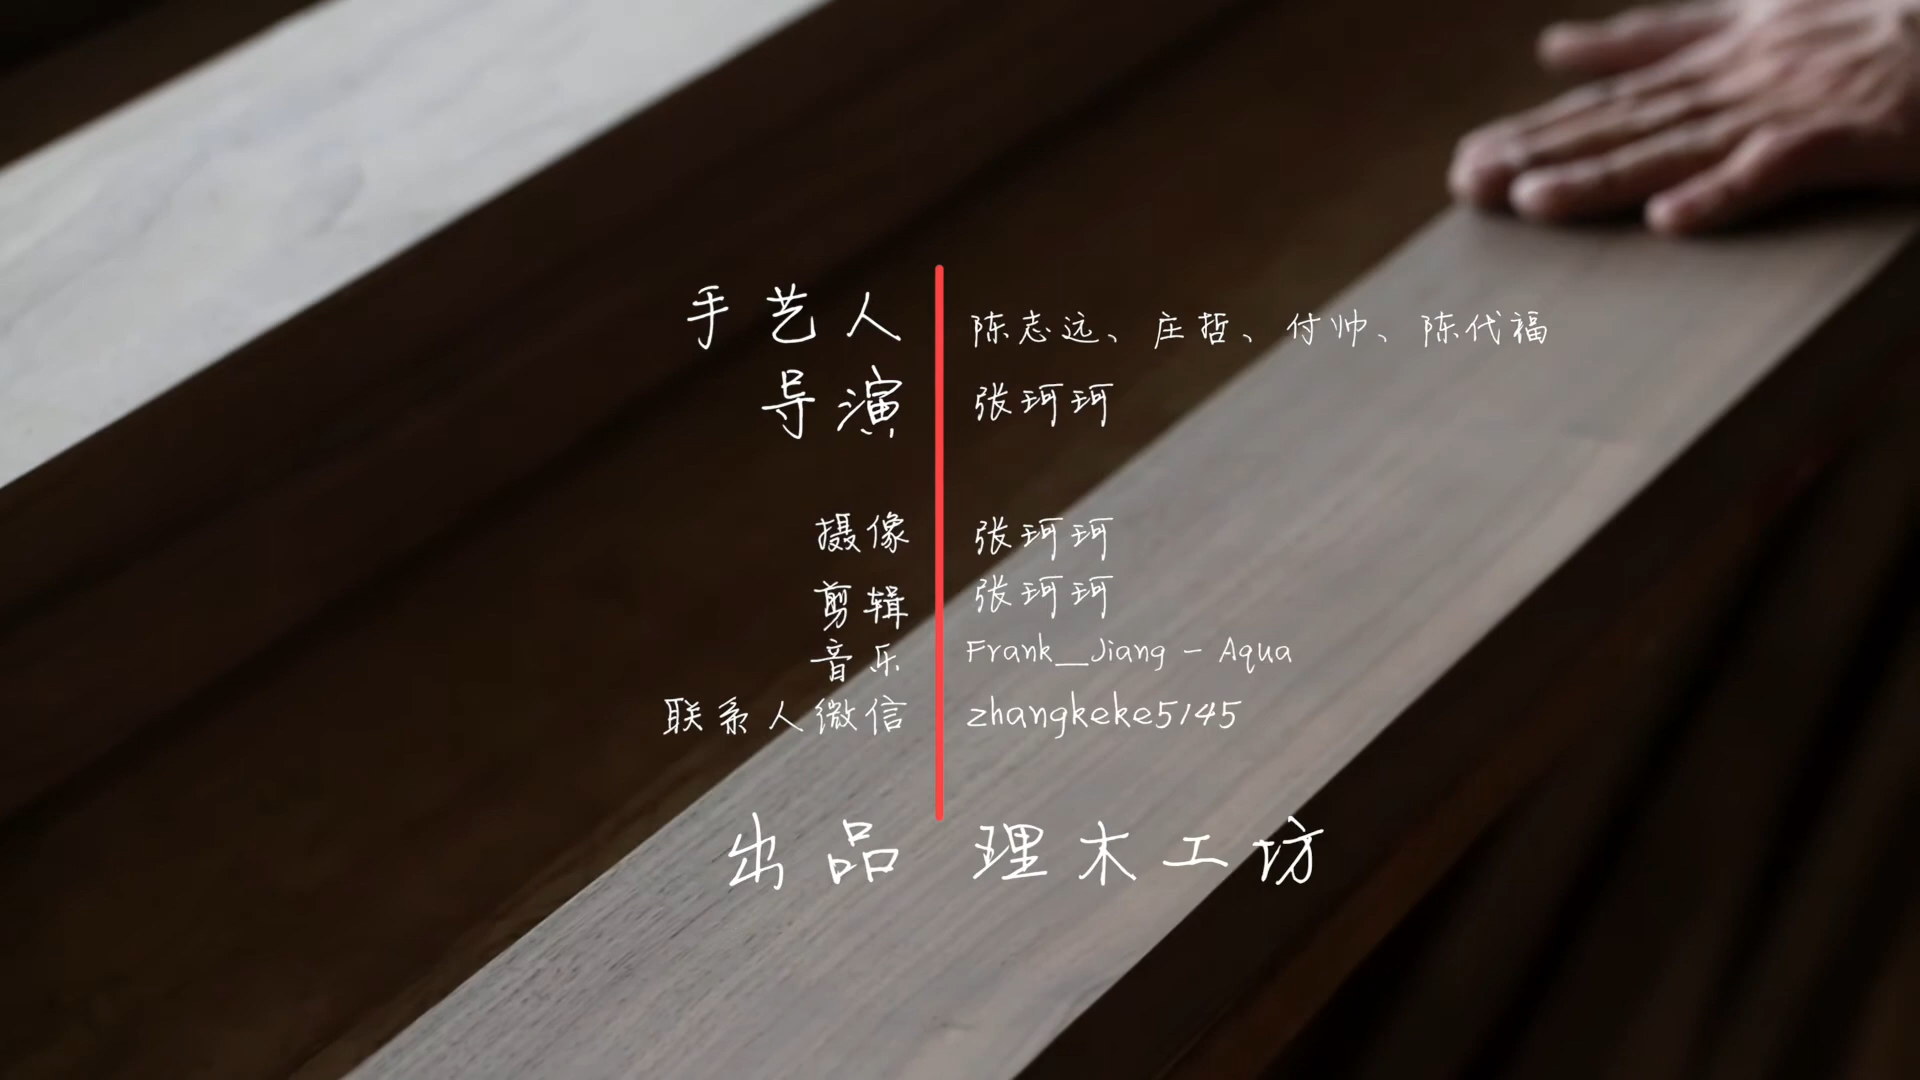 手艺人 陈志远、庄哲、付帅、陈代福
导演 张珂珂
摄像 张珂珂
剪辑 张珂珂
音乐 Frank__Jiang - Aqua
联系人微信 zhangkeke5145
出品 理木工坊